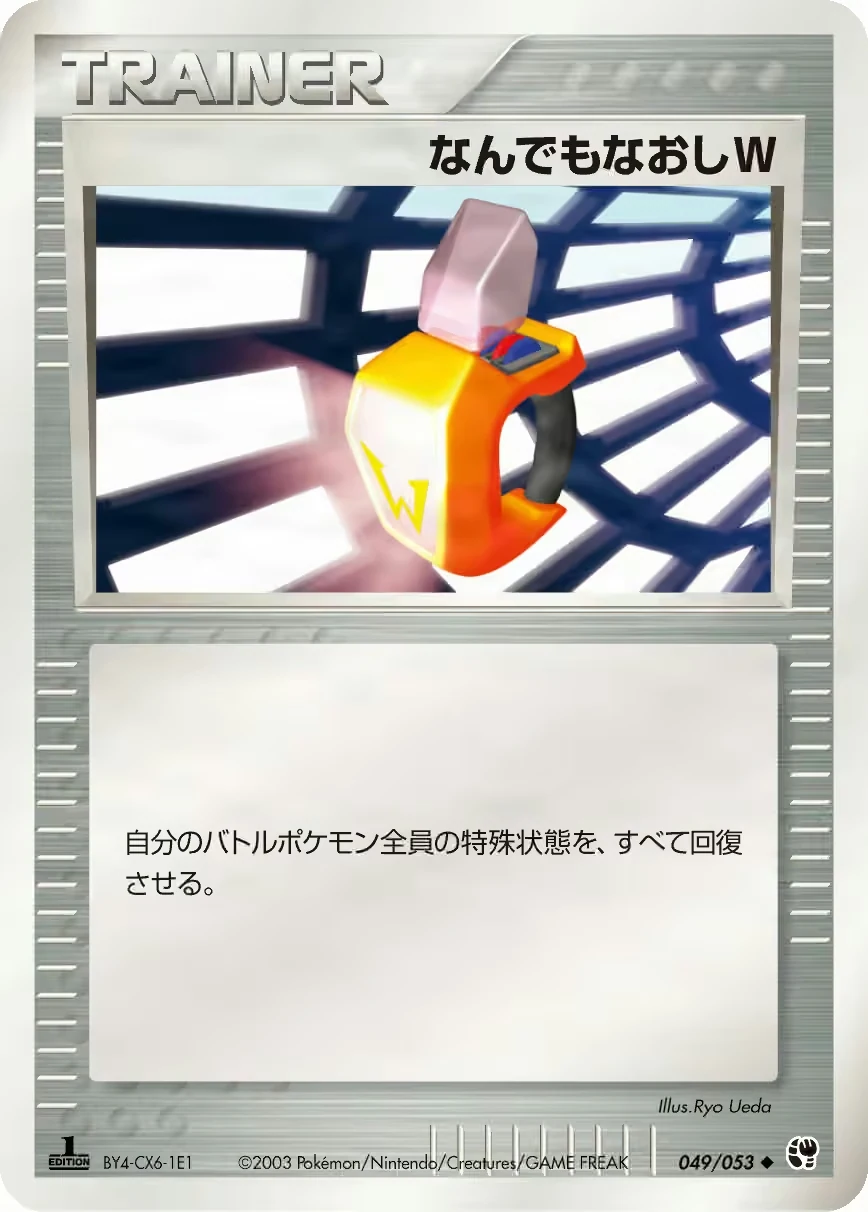 TRAINER
なんでもなおしW
W
自分のバトルポケモン全員の特殊状態を、すべて回復
させる。
Illus.Ryo Ueda
1 EDITION BY4-CX6-1E1 ©2003 Pokémon/Nintendo/Creatures/GAME FREAK 049/053 ◆